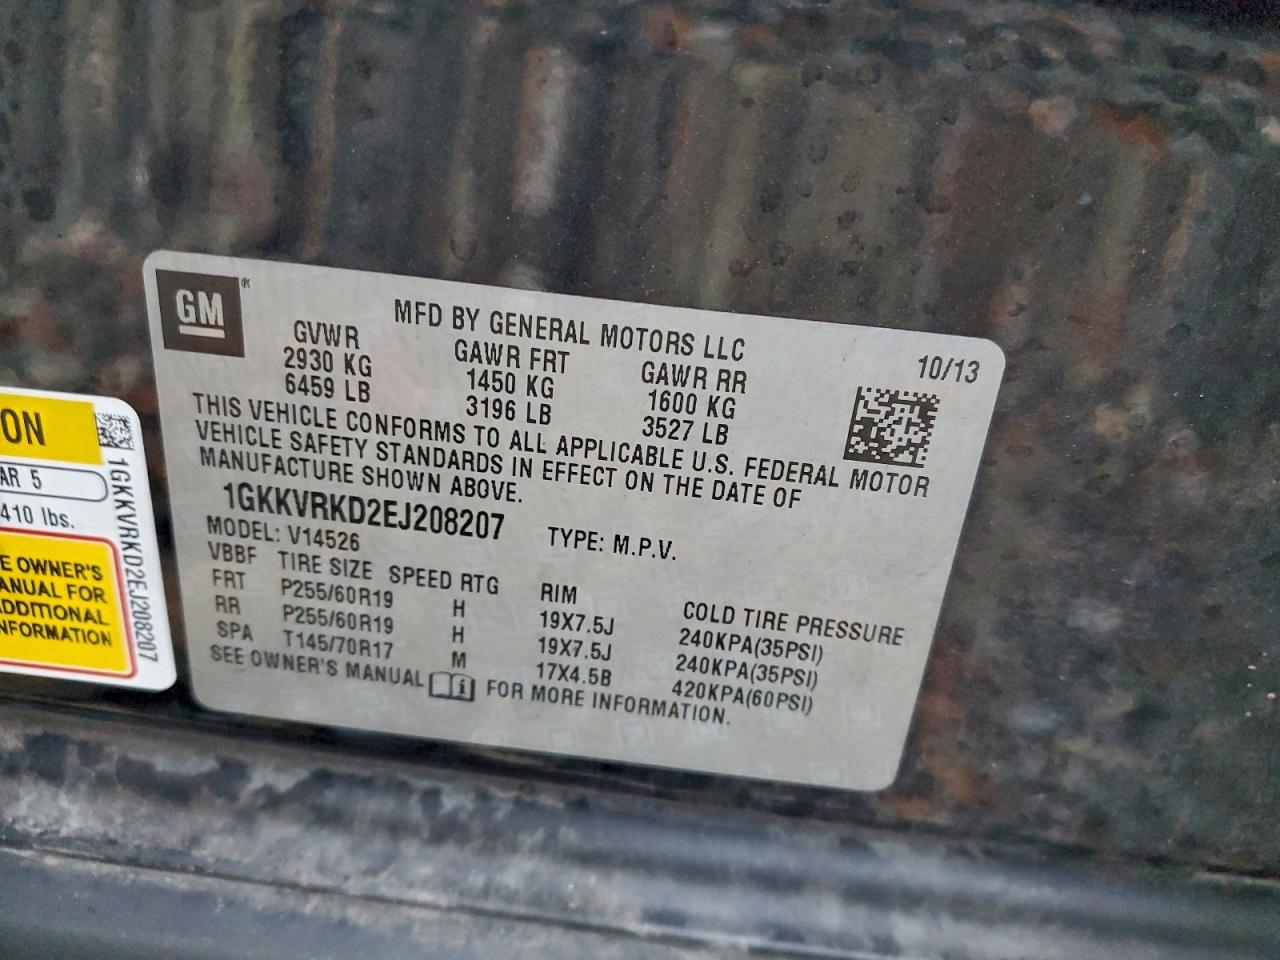 GM®
MFD BY GENERAL MOTORS LLC
10/13
GVWR GAWR FRT GAWR RR
2930 KG 1450 KG 1600 KG
6459 LB 3196 LB 3527 LB
THIS VEHICLE CONFORMS TO ALL APPLICABLE U.S. FEDERAL MOTOR
VEHICLE SAFETY STANDARDS IN EFFECT ON THE DATE OF
MANUFACTURE SHOWN ABOVE.
1GKKVRKD2EJ208207 TYPE: M.P.V.
MODEL: V14526
VBBF TIRE SIZE SPEED RTG RIM COLD TIRE PRESSURE
FRT P255/60R19 H 19X7.5J 240KPA(35PSI)
RR P255/60R19 H 19X7.5J 240KPA(35PSI)
SPA T145/70R17 M 17X4.5B 420KPA(60PSI)
SEE OWNER'S MANUAL FOR MORE INFORMATION.
ON
AR 5
410 lbs.
E OWNER'S
ANUAL FOR
DDITIONAL
NFORMATION
1GKKVRKD2EJ208207